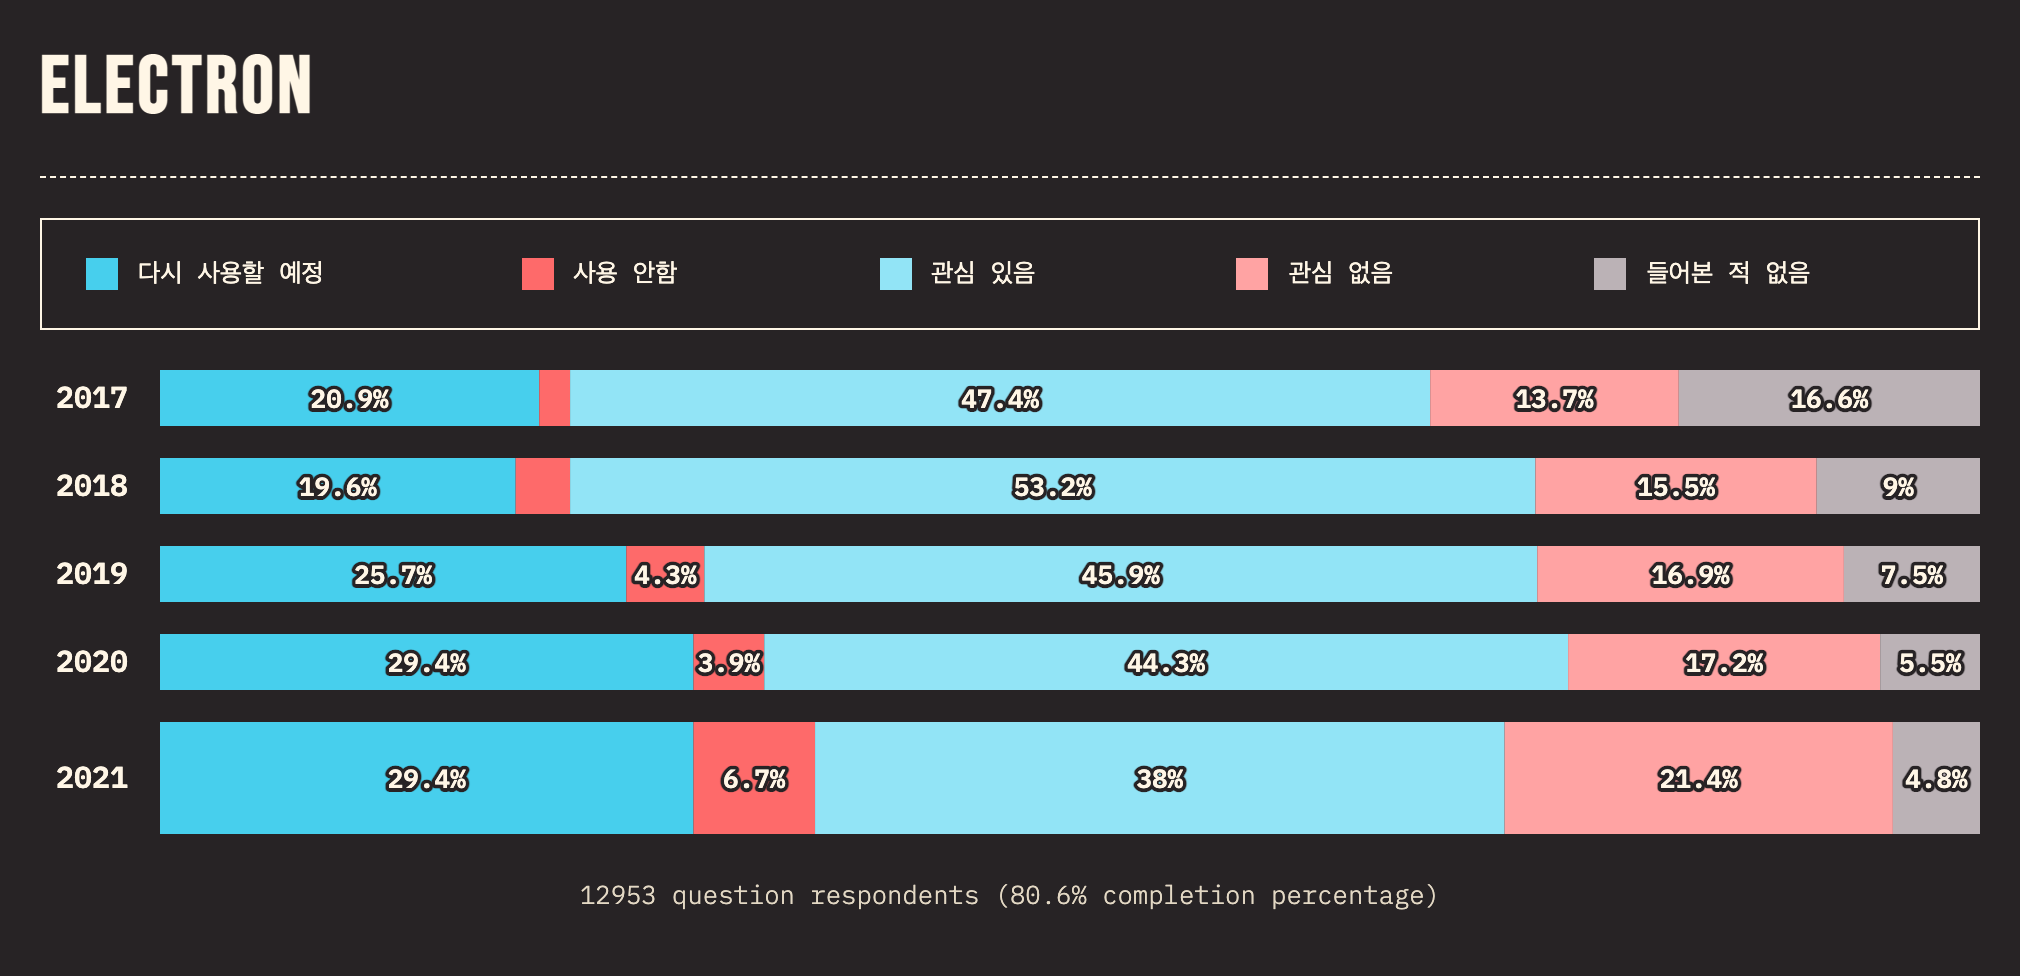 ELECTRON
다시 사용할 예정 사용 안함 관심 있음 관심 없음 들어본 적 없음
2017 20.9% 47.4% 13.7% 16.6%
2018 19.6% 53.2% 15.5% 9%
2019 25.7% 4.3% 45.9% 16.9% 7.5%
2020 29.4% 3.9% 44.3% 17.2% 5.5%
2021 29.4% 6.7% 38% 21.4% 4.8%
12953 question respondents (80.6% completion percentage)